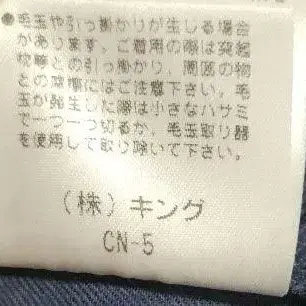 ●毛玉や引っ掛かりが生じる場合
があります。ご着用の際は突起
物等との引っ掛かり、周囲の物
との摩擦にはご注意下さい。毛
玉が発生した際は小さなハサミ
で一つ一つ切るか、毛玉取り器
を使用して取り除いて下さい。
(株)キング
CN-5